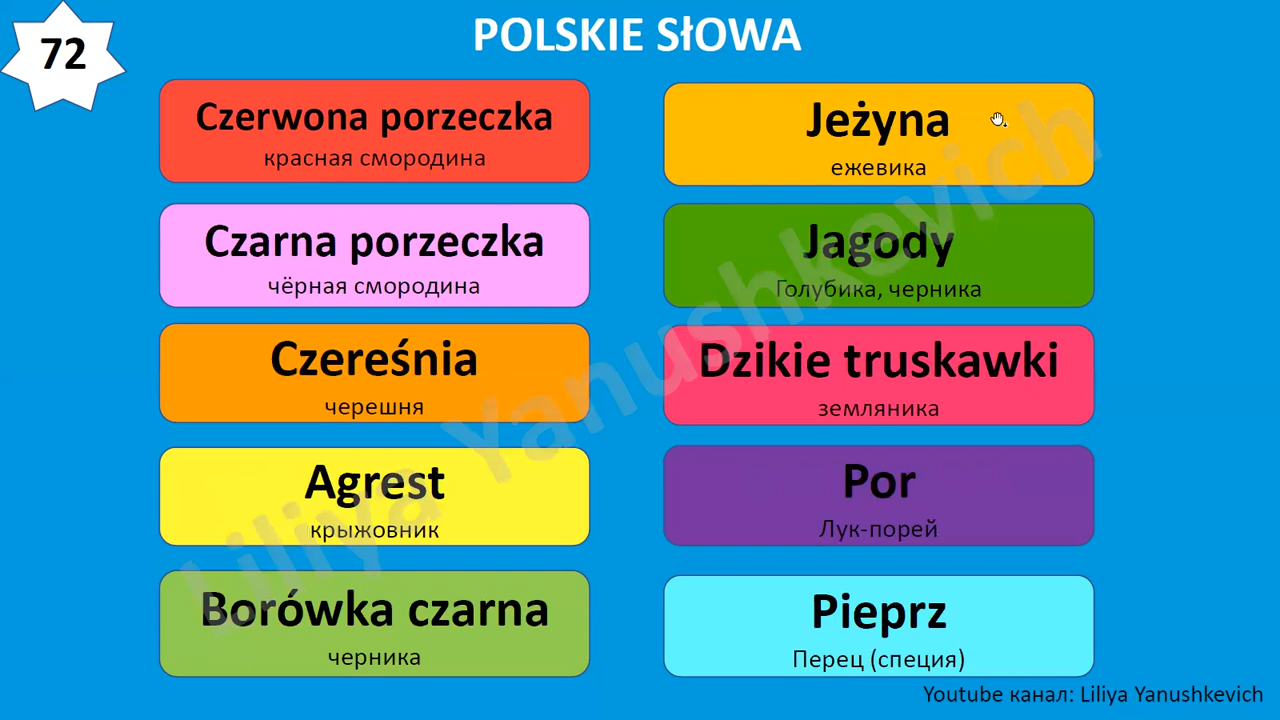 72
POLSKIE SłOWA
Czerwona porzeczka
красная смородина
Czarna porzeczka
чёрная смородина
Czereśnia
черешня
Agrest
крыжовник
Borówka czarna
черника
Jeżyna
ежевика
Jagody
Голубика, черника
Dzikie truskawki
земляника
Por
Лук-порей
Pieprz
Перец (специя)
Liliya Yanushkovich
Youtube канал: Liliya Yanushkevich